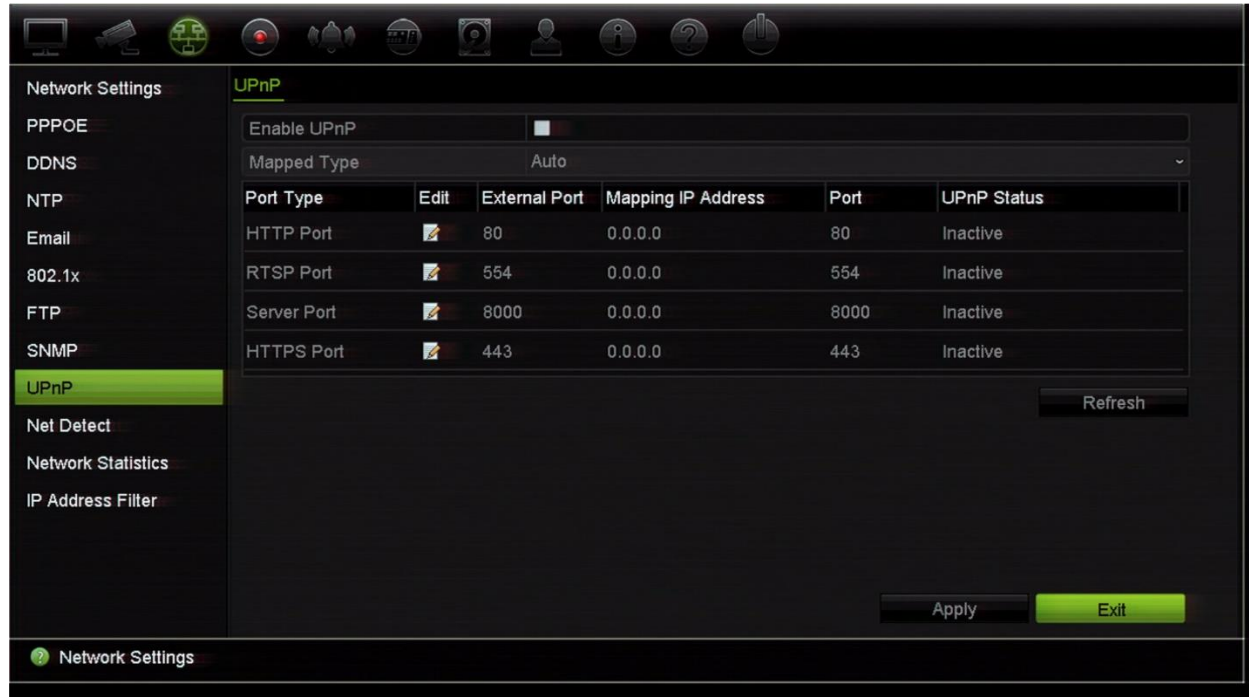 Network Settings
UPnP
PPPOE
Enable UPnP
DDNS
Mapped Type Auto
NTP
Port Type Edit External Port Mapping IP Address Port UPnP Status
Email
HTTP Port 80 0.0.0.0 80 Inactive
802.1x
RTSP Port 554 0.0.0.0 554 Inactive
FTP
Server Port 8000 0.0.0.0 8000 Inactive
SNMP
HTTPS Port 443 0.0.0.0 443 Inactive
UPnP
Refresh
Net Detect
Network Statistics
IP Address Filter
Apply Exit
Network Settings